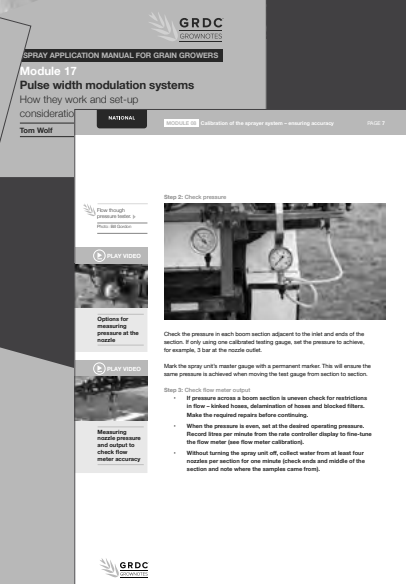 GRDC
GROWNOTES
SPRAY APPLICATION MANUAL FOR GRAIN GROWERS
Module 17
Pulse width modulation systems
How they work and set-up
consideratio
Tom Wolf
NATIONAL
MODULE 08 Calibration of the sprayer system – ensuring accuracy
PAGE 7
Step 2: Check pressure
Flow though
pressure tester.
Photo: Bill Gordon
PLAY VIDEO
Options for
measuring
pressure at the
nozzle
Check the pressure in each boom section adjacent to the inlet and ends of the
section. If only using one calibrated testing gauge, set the pressure to achieve,
for example, 3 bar at the nozzle outlet.
Mark the spray unit's master gauge with a permanent marker. This will ensure the
same pressure is achieved when moving the test gauge from section to section.
PLAY VIDEO
Measuring
nozzle pressure
and output to
check flow
meter accuracy
Step 3: Check flow meter output
• If pressure across a boom section is uneven check for restrictions
in flow – kinked hoses, delamination of hoses and blocked filters.
Make the required repairs before continuing.
• When the pressure is even, set at the desired operating pressure.
Record litres per minute from the rate controller display to fine-tune
the flow meter (see flow meter calibration).
• Without turning the spray unit off, collect water from at least four
nozzles per section for one minute (check ends and middle of the
section and note where the samples came from).
GRDC
GROWNOTES